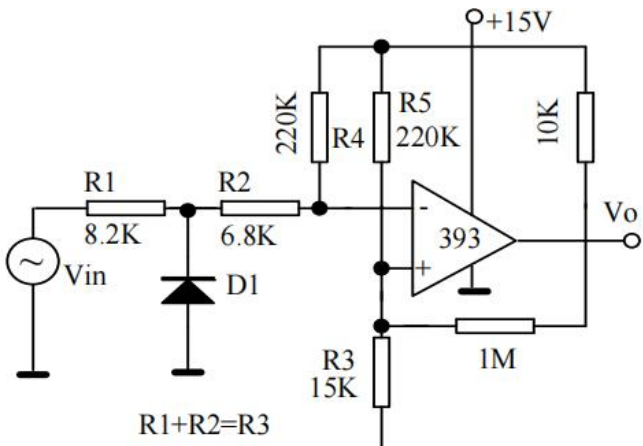 +15V
220K
R4
R5
220K
10K
R1
8.2K
R2
6.8K
-
393
+
Vo
Vin
D1
R3
15K
1M
R1+R2=R3